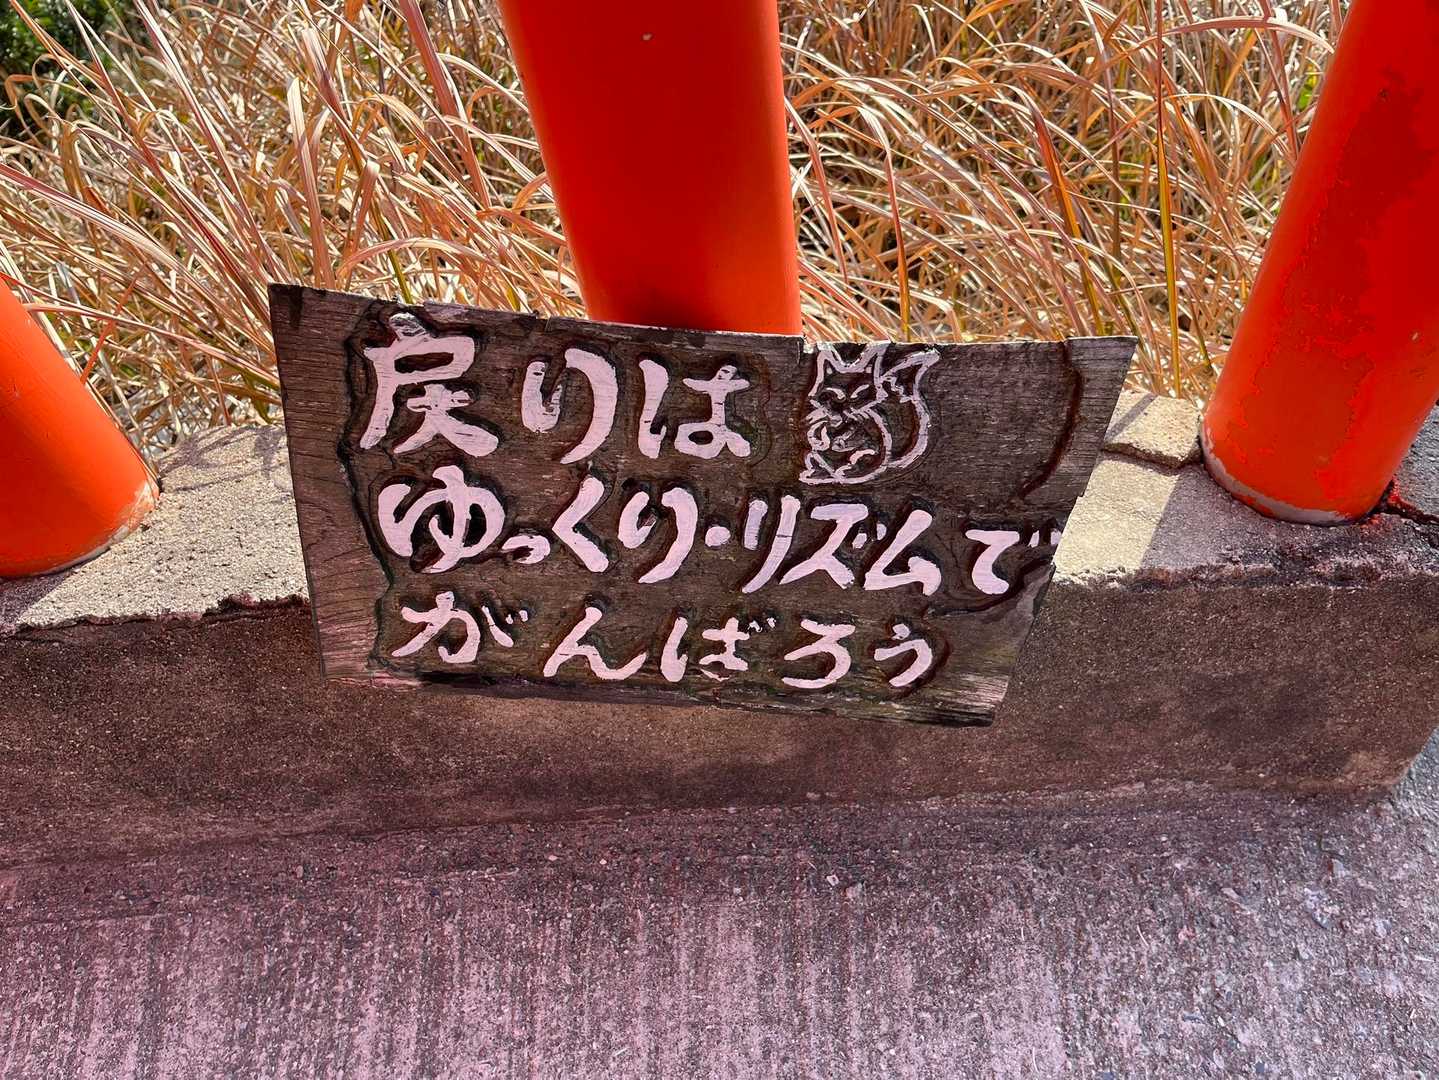 戻りは
ゆっくり・リズムで
がんばろう